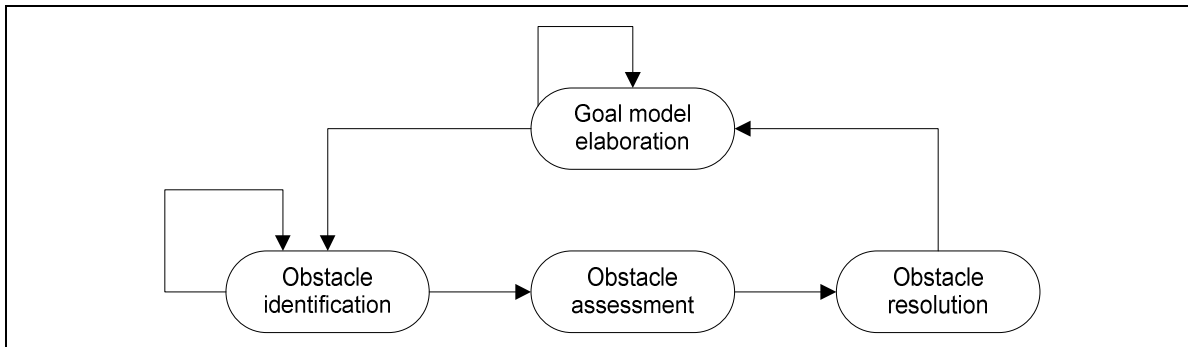 Goal model
elaboration
Obstacle
identification
Obstacle
assessment
Obstacle
resolution